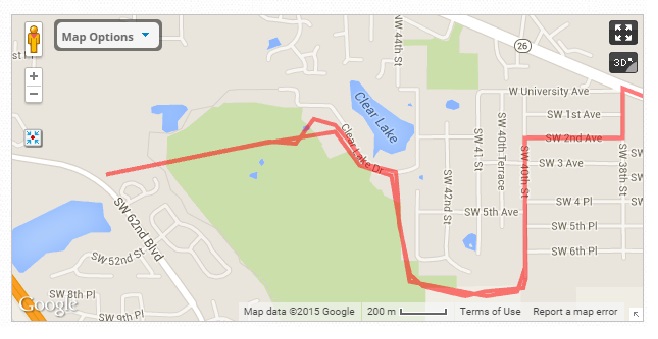 Map Options
NW 44th St
26
3D
st P
+
W University Ave
SW 1st Ave
Clear Lake
SW 2nd Ave
Clear Lake Dr
SW 41 St
SW 40th Terrace
SW 40th St
SW 3 Ave
SW 38th St
SW
SW 42nd St
SW 4 Pl
SW 62nd Blvd
SW 5th Ave
SW 5th Pl
SW
SW 6th Pl
SW 52nd St
SW 8th Pl
Google
SW 9th Pl
Map data ©2015 Google
200 m
Terms of Use
Report a map error